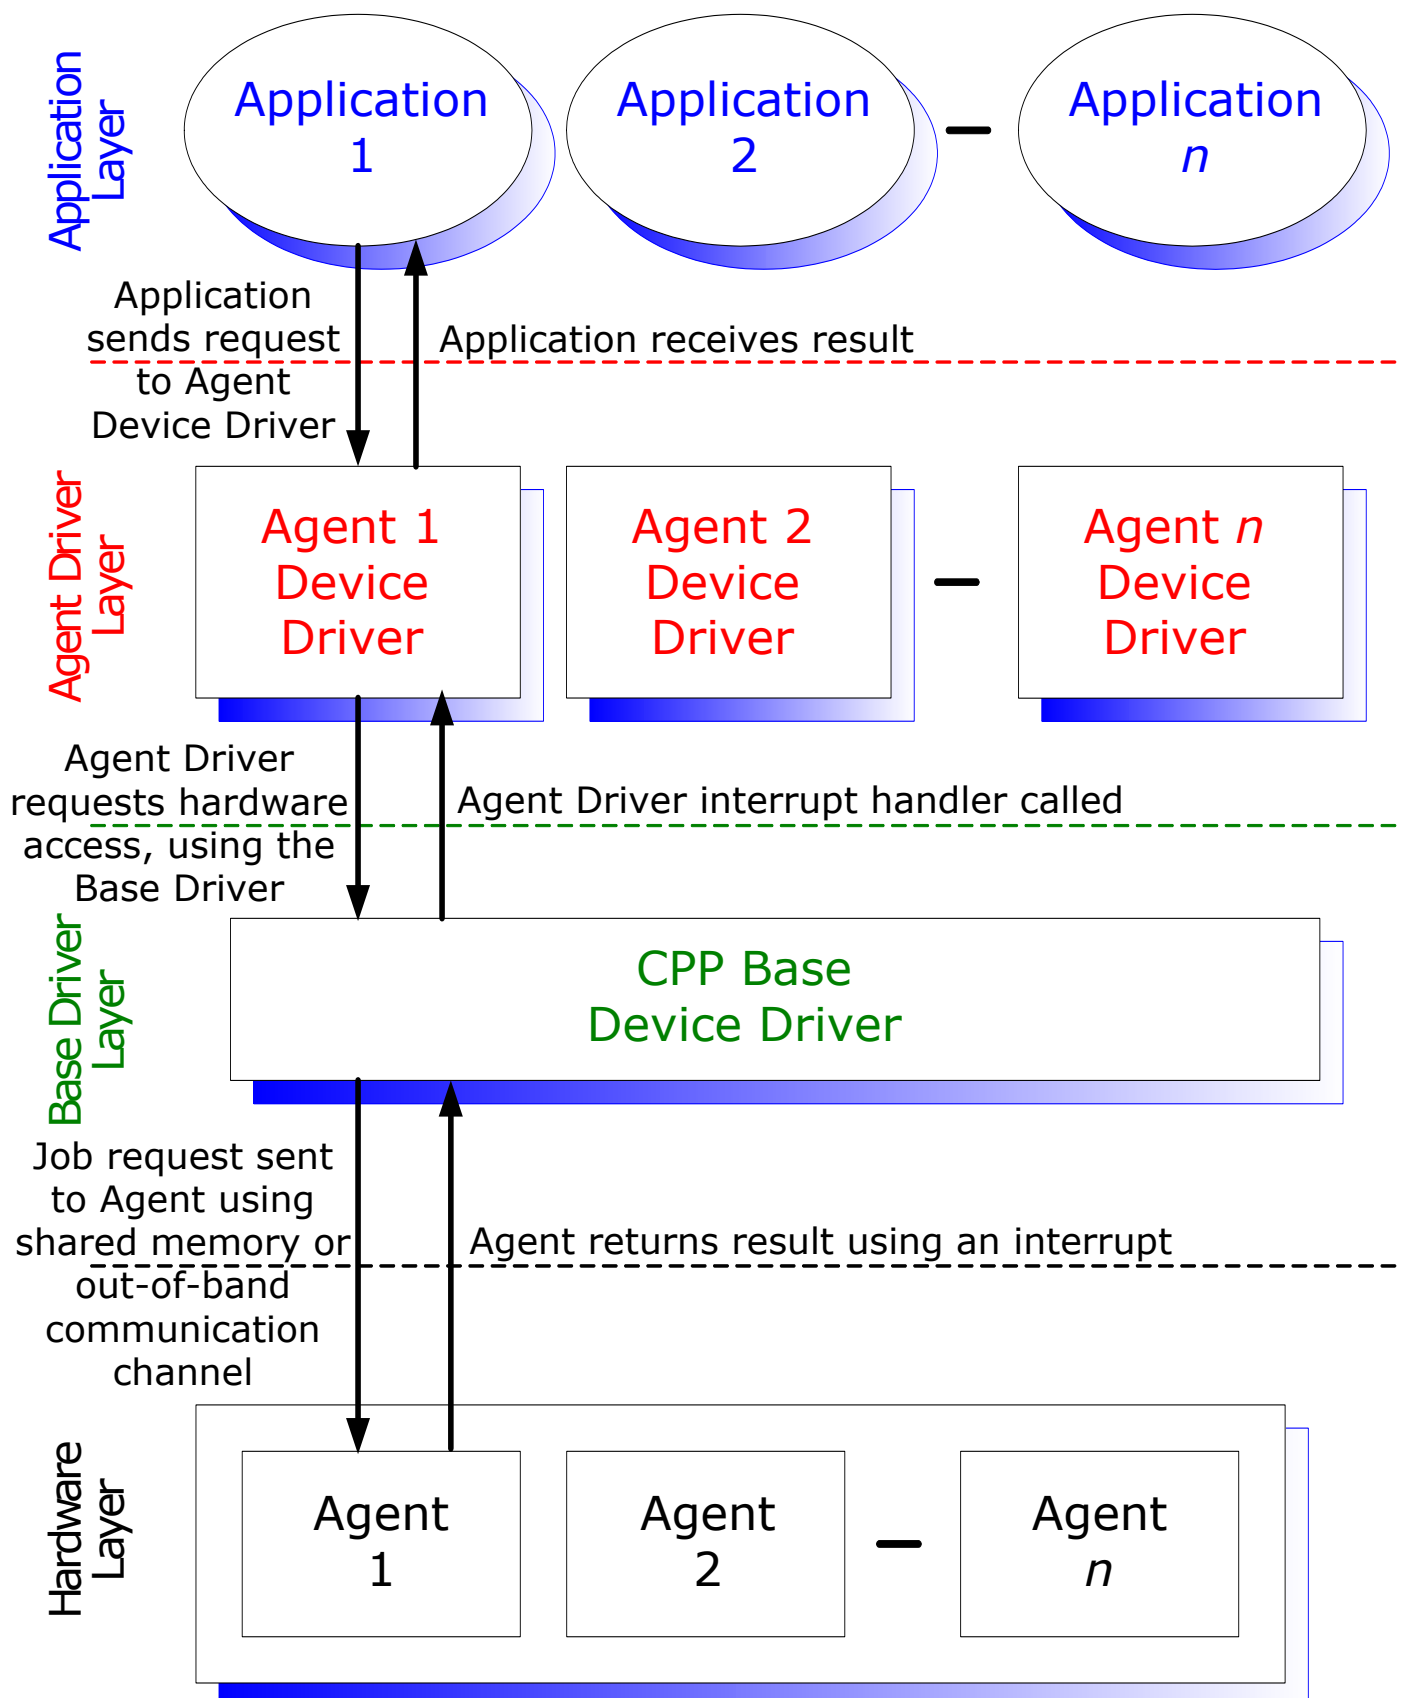 Application
Layer
Application
1
Application
2
Application
n
Application
sends request
to Agent
Device Driver
Application receives result
Agent Driver
Layer
Agent 1
Device
Driver
Agent 2
Device
Driver
Agent n
Device
Driver
Agent Driver
requests hardware
access, using the
Base Driver
Agent Driver interrupt handler called
Base Driver
Layer
CPP Base
Device Driver
Job request sent
to Agent using
shared memory or
out-of-band
communication
channel
Agent returns result using an interrupt
Hardware
Layer
Agent
1
Agent
2
Agent
n